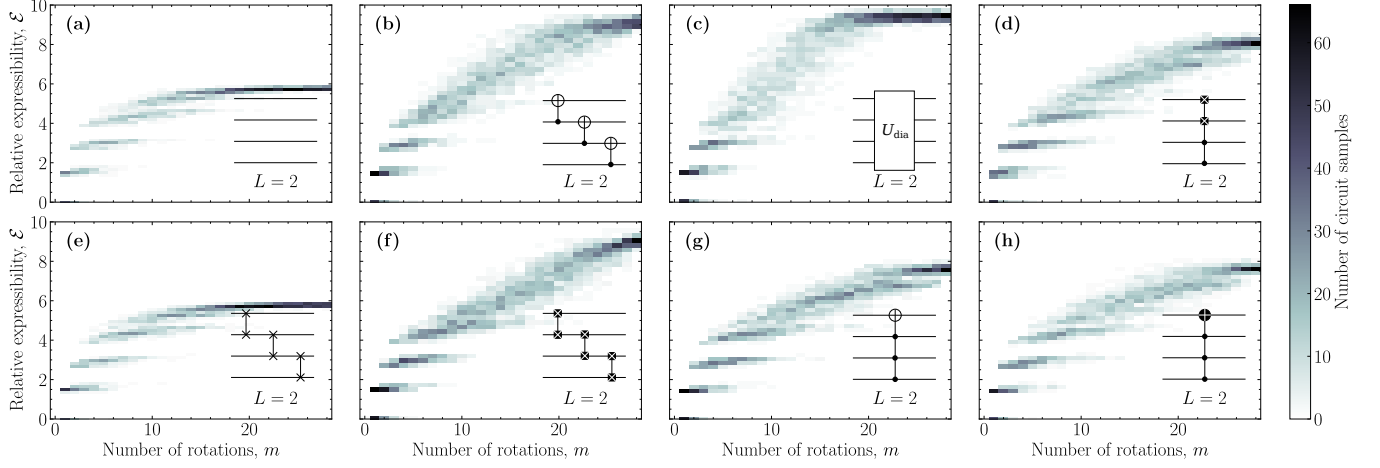 (a)
(b)
(c)
(d)
Relative expressibility, ℰ
10
8
6
4
2
0
L = 2
L = 2
U_dia
L = 2
L = 2
(e)
(f)
(g)
(h)
Relative expressibility, ℰ
10
8
6
4
2
0
L = 2
L = 2
L = 2
L = 2
0 10 20
0 10 20
0 10 20
0 10 20
Number of rotations, m
Number of rotations, m
Number of rotations, m
Number of rotations, m
60
50
40
30
20
10
0
Number of circuit samples